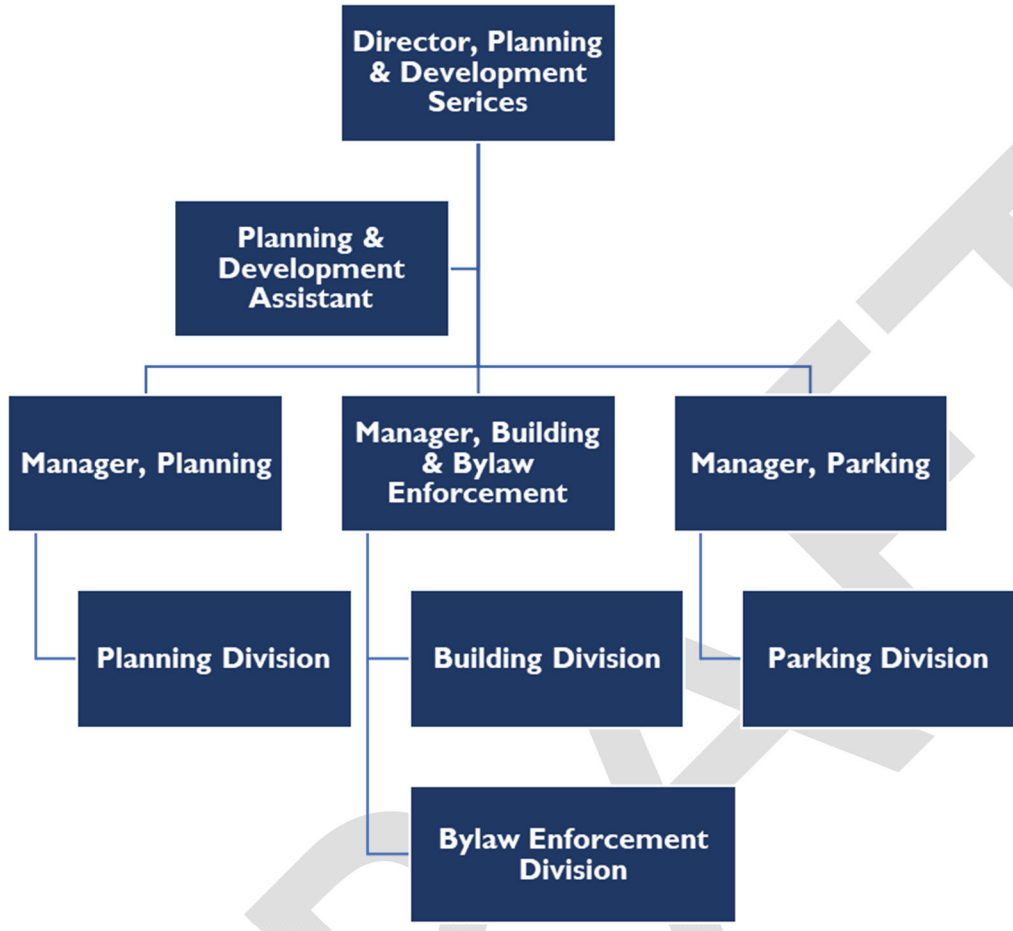 Director, Planning
& Development
Serices
Planning &
Development
Assistant
Manager, Planning
Manager, Building
& Bylaw
Enforcement
Manager, Parking
Planning Division
Building Division
Parking Division
Bylaw Enforcement
Division